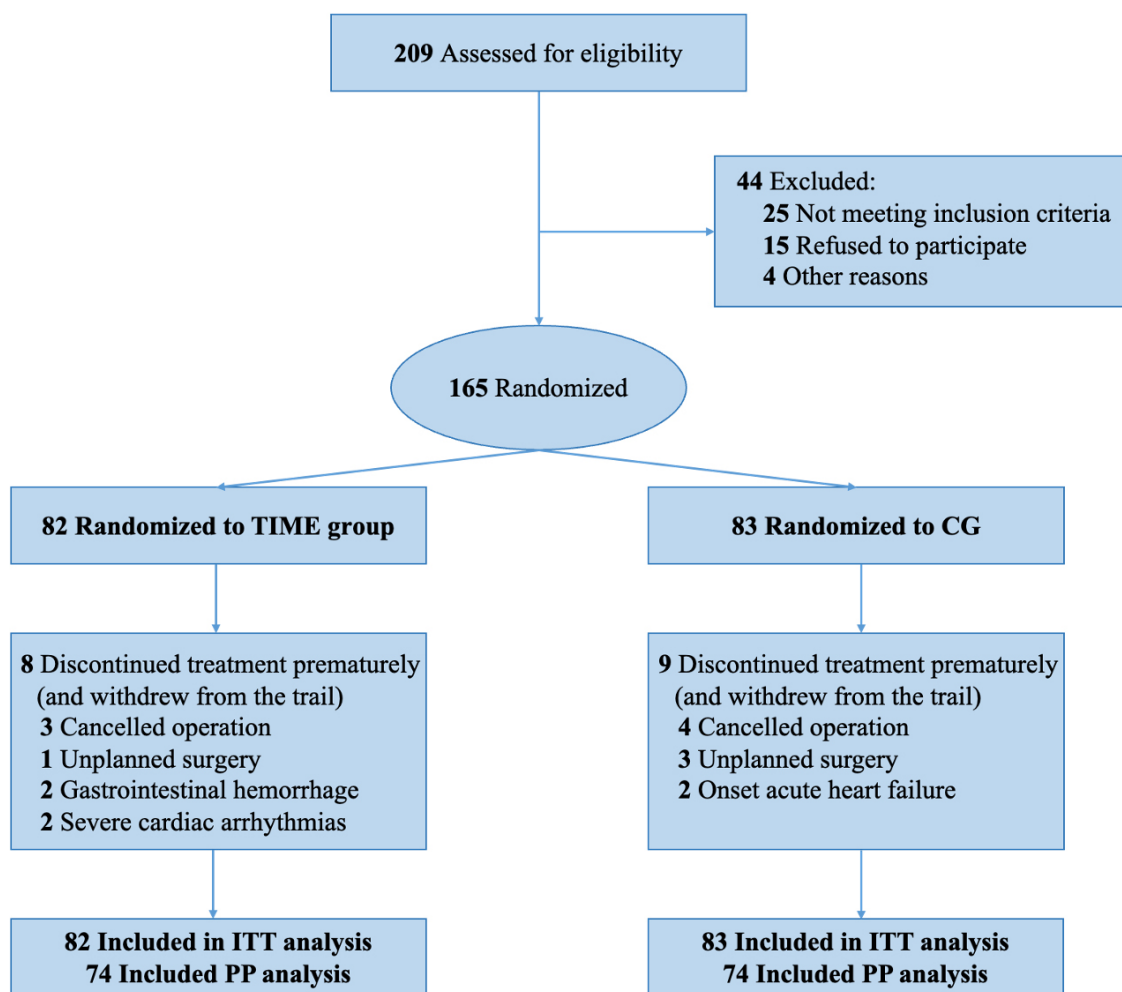 209 Assessed for eligibility
44 Excluded:
25 Not meeting inclusion criteria
15 Refused to participate
4 Other reasons
165 Randomized
82 Randomized to TIME group
83 Randomized to CG
8 Discontinued treatment prematurely
(and withdrew from the trail)
3 Cancelled operation
1 Unplanned surgery
2 Gastrointestinal hemorrhage
2 Severe cardiac arrhythmias
9 Discontinued treatment prematurely
(and withdrew from the trail)
4 Cancelled operation
3 Unplanned surgery
2 Onset acute heart failure
82 Included in ITT analysis
74 Included PP analysis
83 Included in ITT analysis
74 Included PP analysis